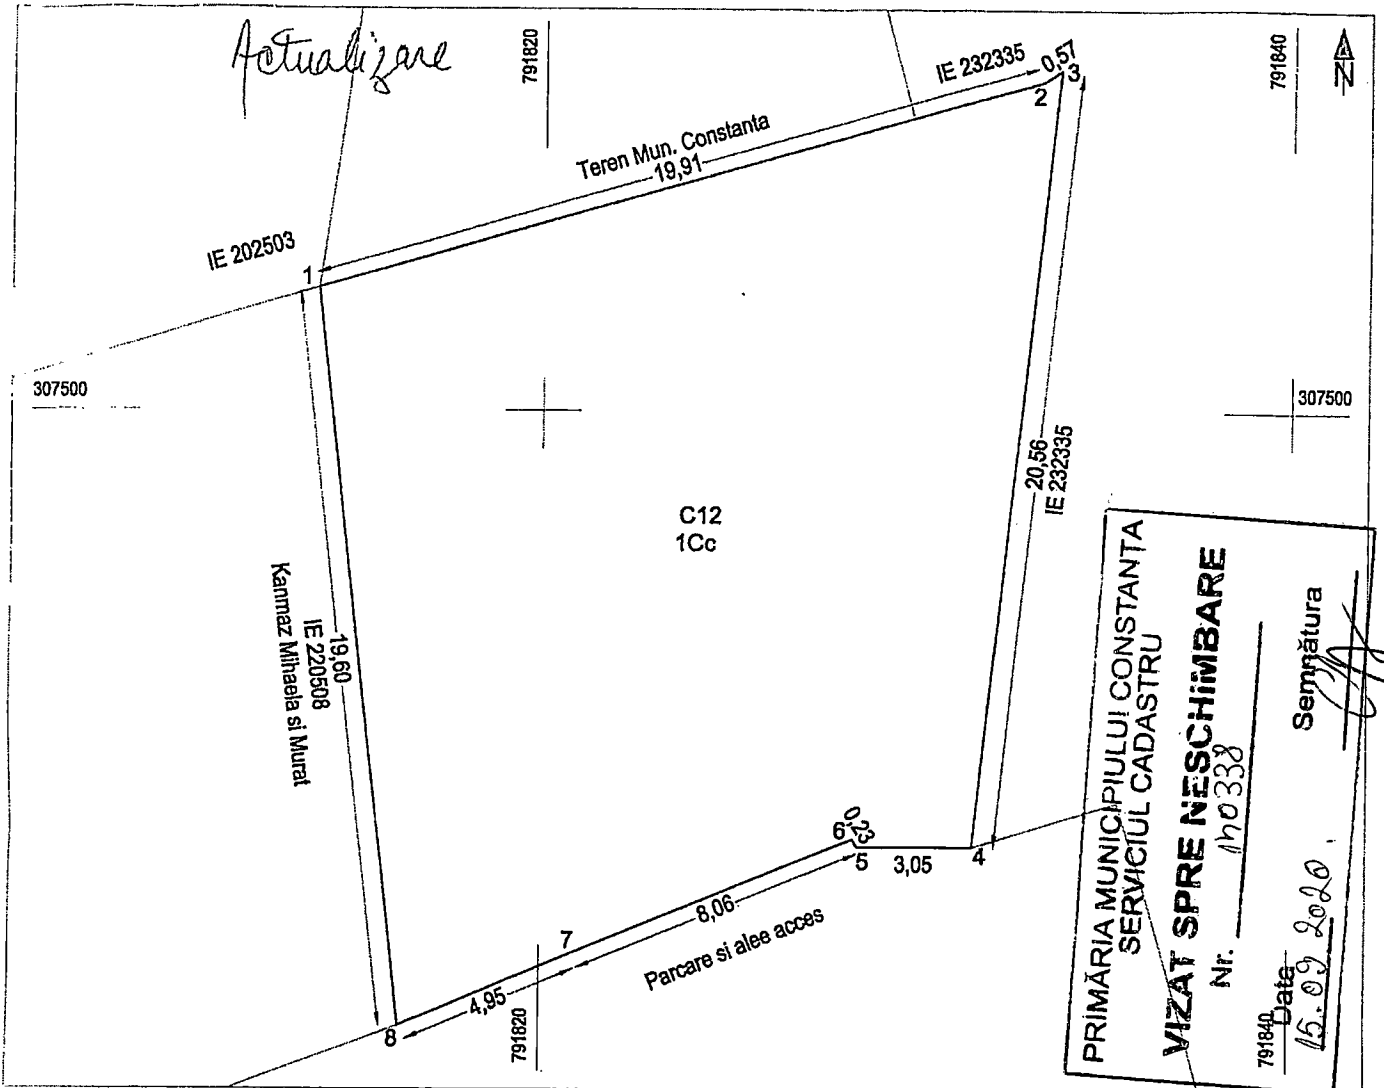 Actualizare
791820
IE 232335
0,57
3
2
791840
N
Teren Mun. Constanta
19,91
IE 202503
1
307500
307500
20,56
IE 232335
C12
1Cc
19,60
IE 220508
Kanmaz Mihaela si Murat
6
0,23
5
3,05
4
8,06
7
Parcare si alee acces
4,95
8
791820
791840
PRIMĂRIA MUNICIPIULUI CONSTANȚA
SERVICIUL CADASTRU
VIZAT SPRE NESCHIMBARE
Nr.
Data
15.09.2020
Semnătura